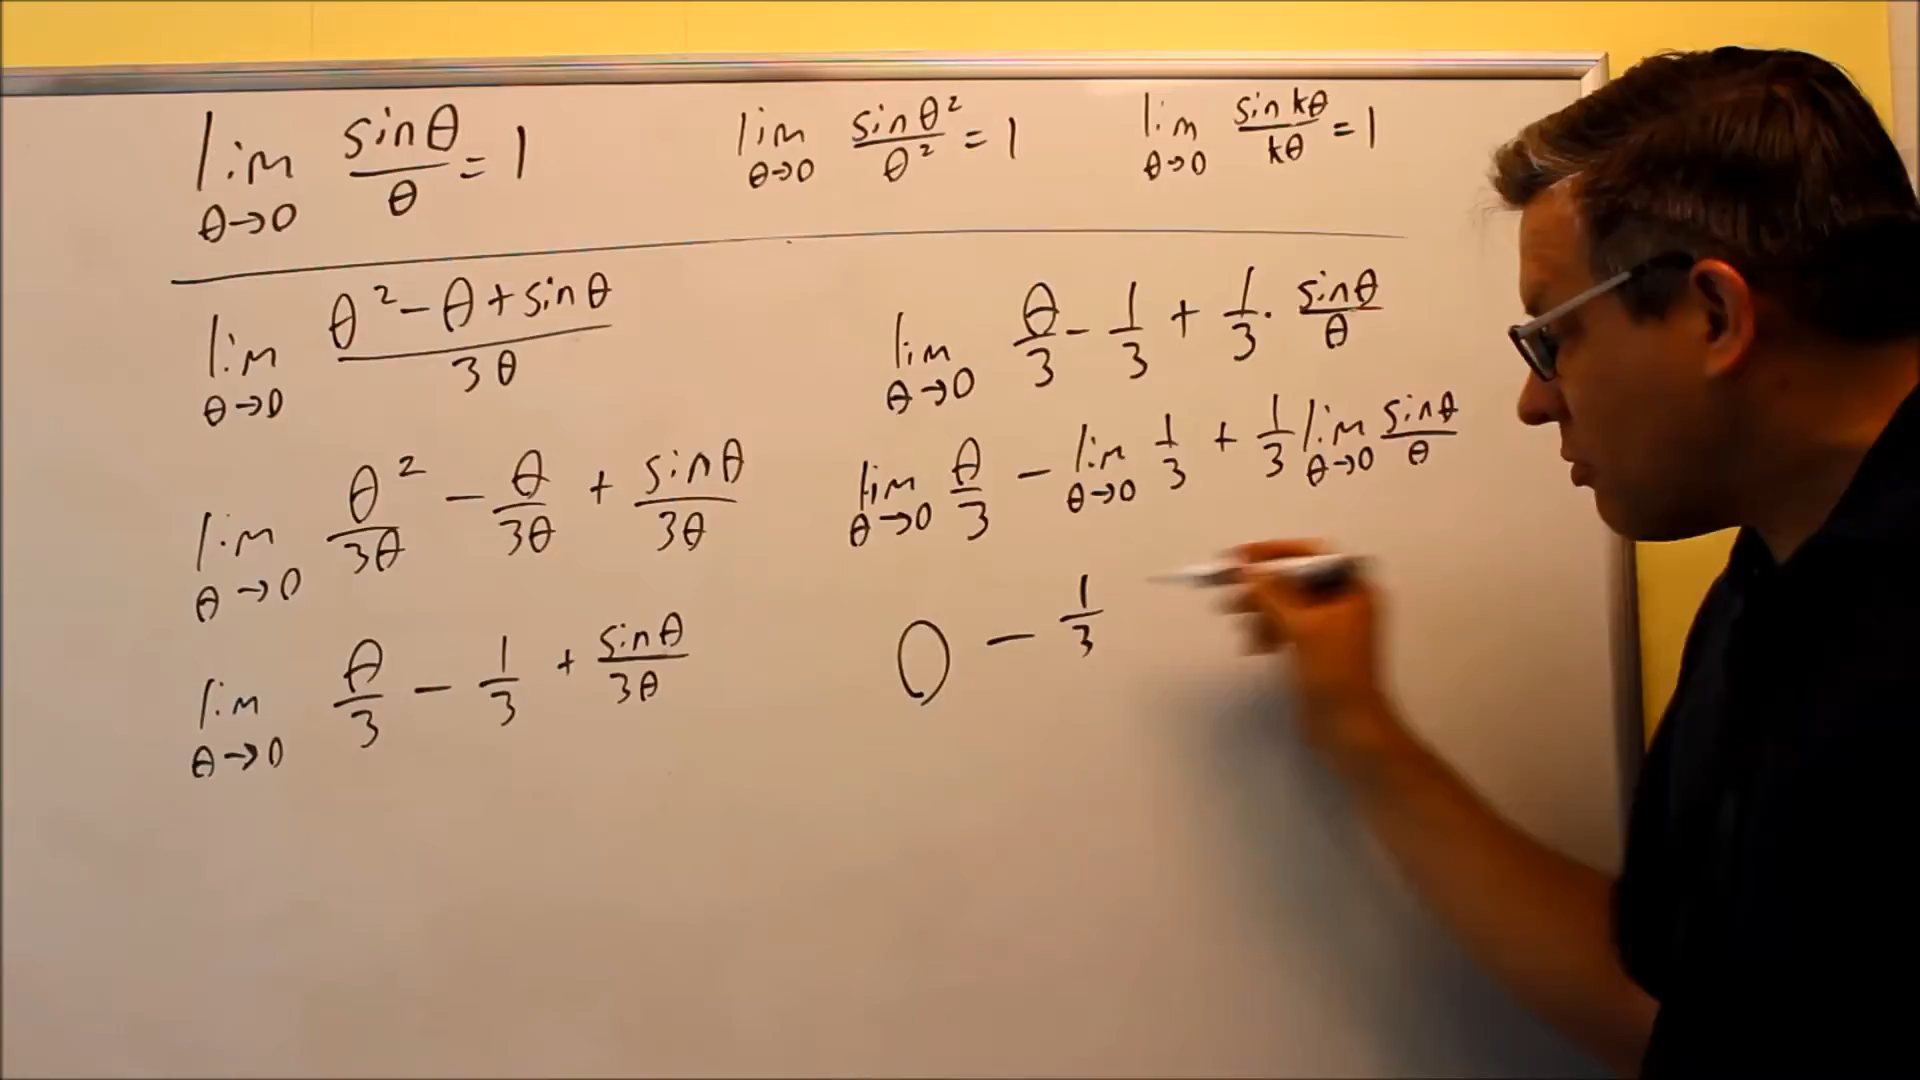 lim θ→0 sinθ/θ = 1
lim θ→0 sinθ²/θ² = 1
lim θ→0 sin kθ/kθ = 1
lim θ→0 (θ² - θ + sinθ)/3θ
lim θ→0 θ²/3θ - θ/3θ + sinθ/3θ
lim θ→0 θ/3 - 1/3 + sinθ/3θ
lim θ→0 θ/3 - 1/3 + 1/3 · sinθ/θ
lim θ→0 θ/3 - lim θ→0 1/3 + 1/3 lim θ→0 sinθ/θ
0 - 1/3